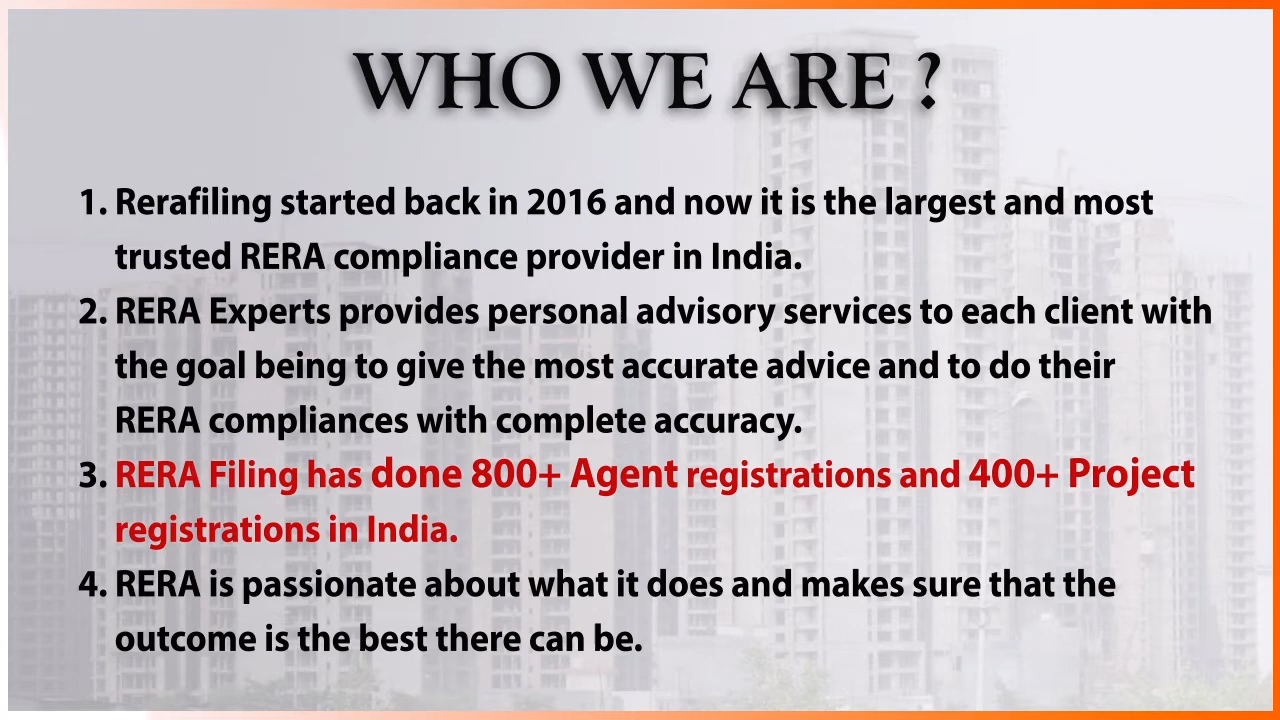 WHO WE ARE ?
1. Rerafiling started back in 2016 and now it is the largest and most
trusted RERA compliance provider in India.
2. RERA Experts provides personal advisory services to each client with
the goal being to give the most accurate advice and to do their
RERA compliances with complete accuracy.
3. RERA Filing has done 800+ Agent registrations and 400+ Project
registrations in India.
4. RERA is passionate about what it does and makes sure that the
outcome is the best there can be.